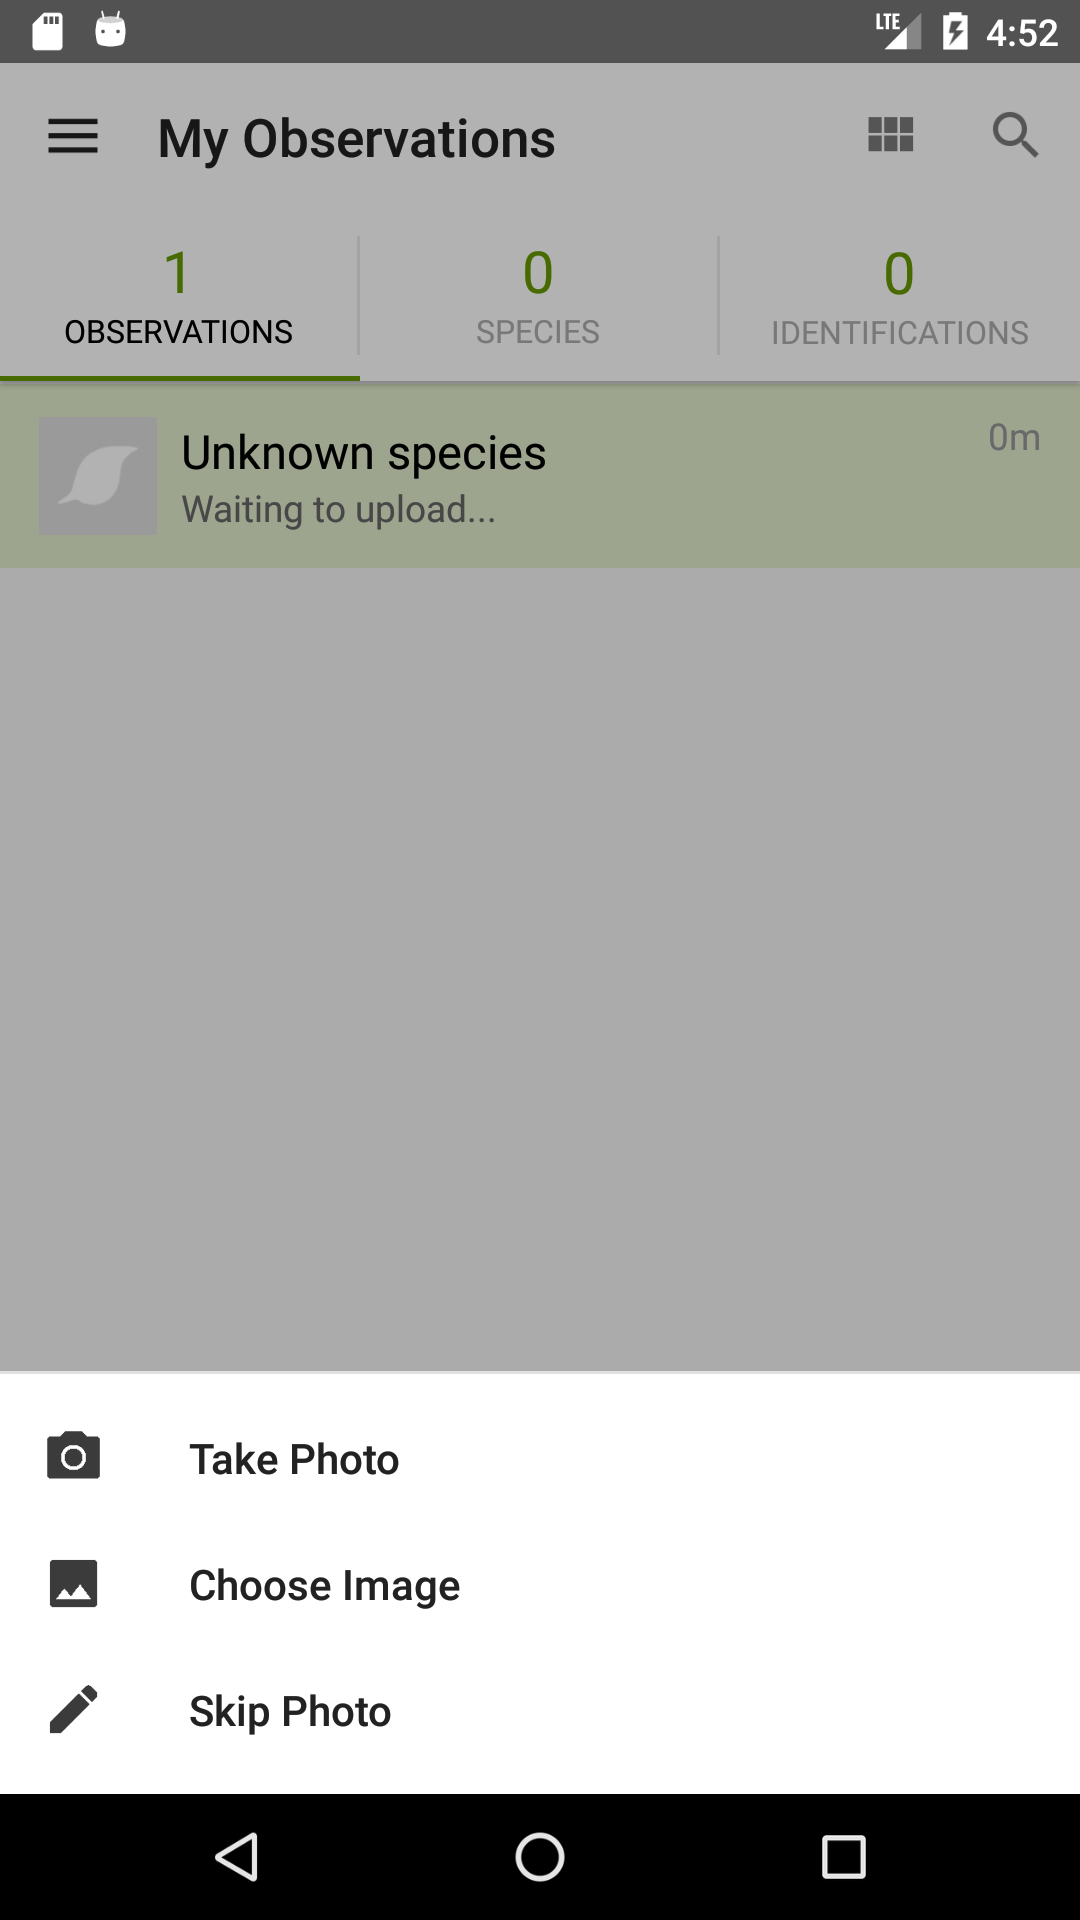 LTE 4:52
My Observations
1 0 0
OBSERVATIONS SPECIES IDENTIFICATIONS
Unknown species 0m
Waiting to upload...
Take Photo
Choose Image
Skip Photo